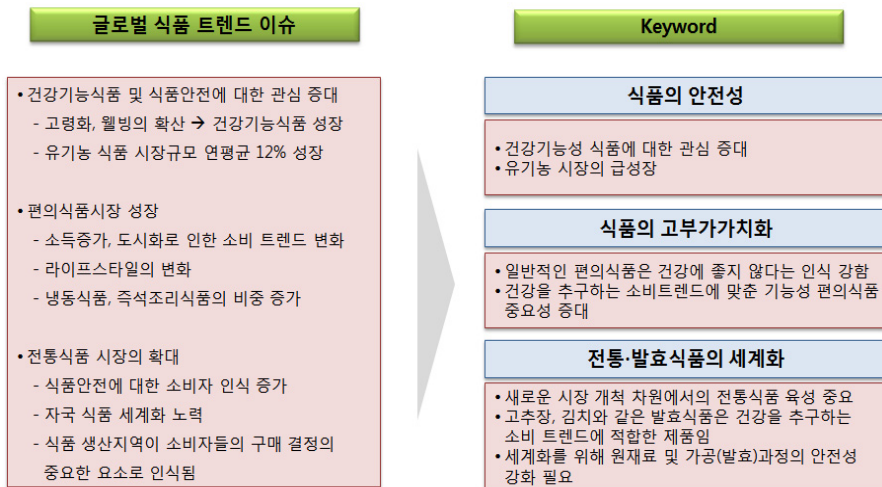 글로벌 식품 트렌드 이슈
• 건강기능식품 및 식품안전에 대한 관심 증대
- 고령화, 웰빙의 확산 → 건강기능식품 성장
- 유기농 식품 시장규모 연평균 12% 성장
• 편의식품시장 성장
- 소득증가, 도시화로 인한 소비 트렌드 변화
- 라이프스타일의 변화
- 냉동식품, 즉석조리식품의 비중 증가
• 전통식품 시장의 확대
- 식품안전에 대한 소비자 인식 증가
- 자국 식품 세계화 노력
- 식품 생산지역이 소비자들의 구매 결정의
중요한 요소로 인식됨
Keyword
식품의 안전성
• 건강기능성 식품에 대한 관심 증대
• 유기농 시장의 급성장
식품의 고부가가치화
• 일반적인 편의식품은 건강에 좋지 않다는 인식 강함
• 건강을 추구하는 소비트렌드에 맞춘 기능성 편의식품
중요성 증대
전통·발효식품의 세계화
• 새로운 시장 개척 차원에서의 전통식품 육성 중요
• 고추장, 김치와 같은 발효식품은 건강을 추구하는
소비 트렌드에 적합한 제품임
• 세계화를 위해 원재료 및 가공(발효)과정의 안전성
강화 필요